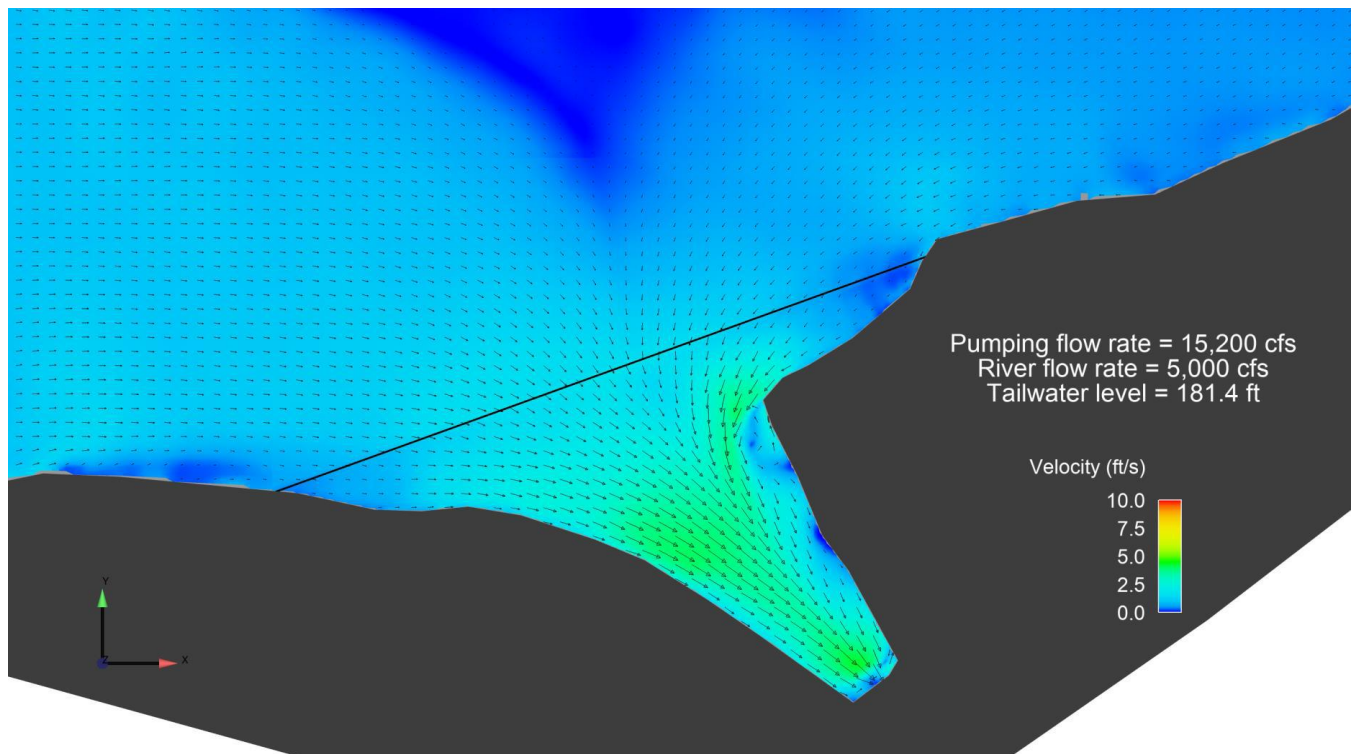 Pumping flow rate = 15,200 cfs
River flow rate = 5,000 cfs
Tailwater level = 181.4 ft
Velocity (ft/s)
10.0
7.5
5.0
2.5
0.0
Y
Z
X